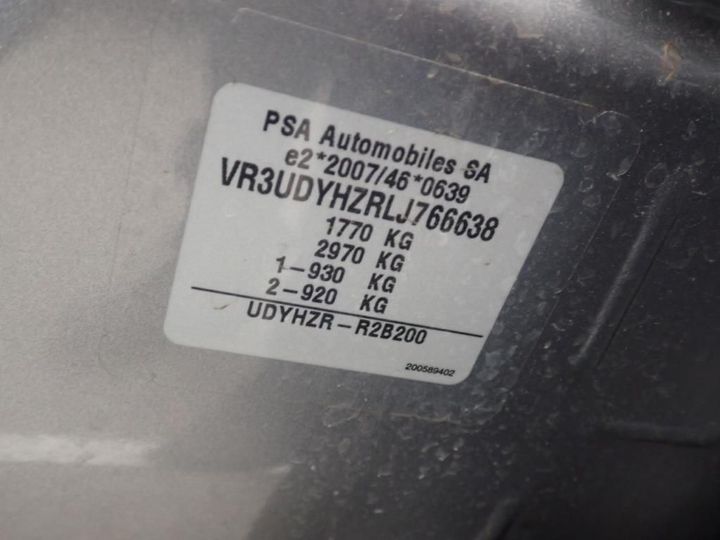 PSA Automobiles SA
e2*2007/46*0639
VR3UDYHZRLJ766638
1770 KG
2970 KG
1-930 KG
2-920 KG
UDYHZR-R2B200
200589402